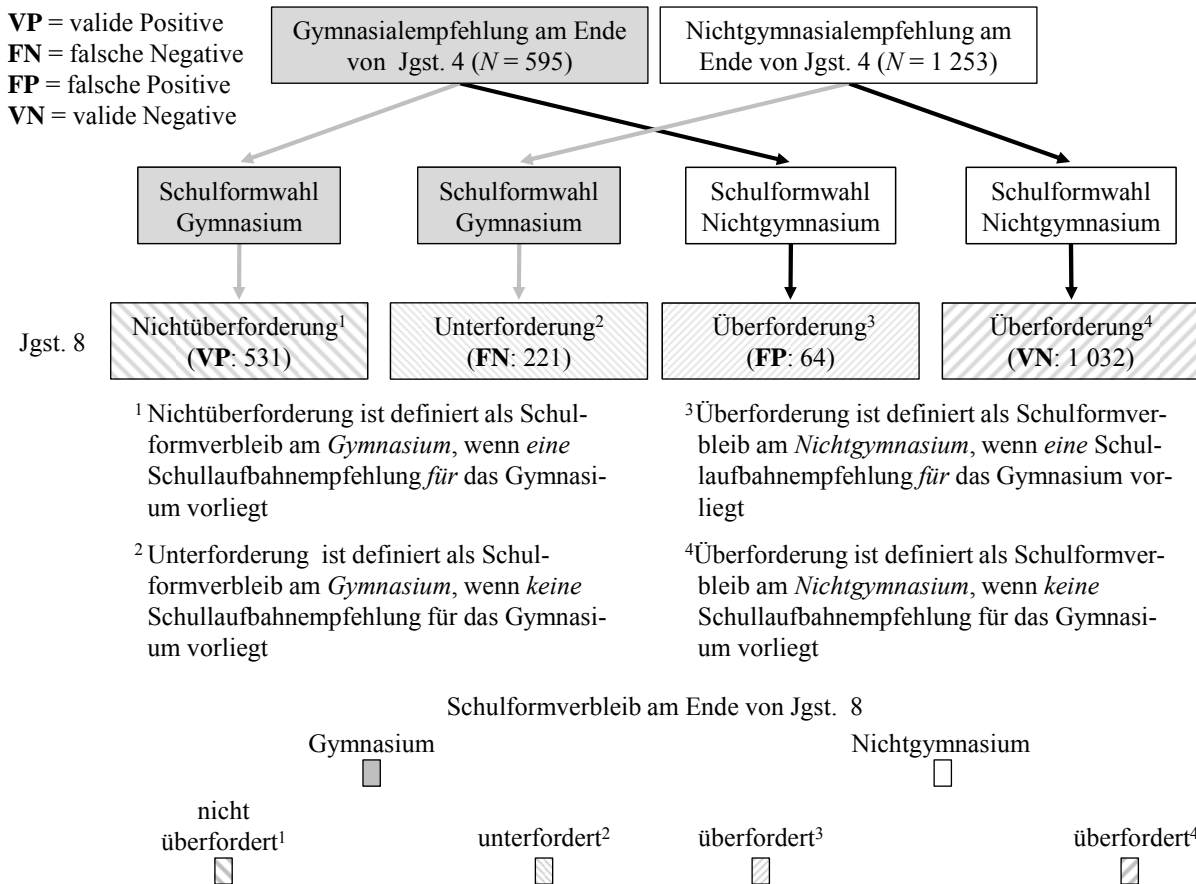 VP = valide Positive
FN = falsche Negative
FP = falsche Positive
VN = valide Negative
Gymnasialempfehlung am Ende
von Jgst. 4 (N = 595)
Nichtgymnasialempfehlung am
Ende von Jgst. 4 (N = 1 253)
Schulformwahl
Gymnasium
Schulformwahl
Gymnasium
Schulformwahl
Nichtgymnasium
Schulformwahl
Nichtgymnasium
Jgst. 8
Nichtüberforderung¹
(VP: 531)
Unterforderung²
(FN: 221)
Überforderung³
(FP: 64)
Überforderung⁴
(VN: 1 032)
¹ Nichtüberforderung ist definiert als Schul-
formverbleib am Gymnasium, wenn eine
Schullaufbahnempfehlung für das Gymnasi-
um vorliegt
² Unterforderung ist definiert als Schul-
formverbleib am Gymnasium, wenn keine
Schullaufbahnempfehlung für das Gymnasi-
um vorliegt
³Überforderung ist definiert als Schulformver-
bleib am Nichtgymnasium, wenn eine Schul-
laufbahnempfehlung für das Gymnasium vor-
liegt
⁴Überforderung ist definiert als Schulformver-
bleib am Nichtgymnasium, wenn keine
Schullaufbahnempfehlung für das Gymnasi-
um vorliegt
Schulformverbleib am Ende von Jgst. 8
Gymnasium
Nichtgymnasium
nicht
überfordert¹
unterfordert²
überfordert³
überfordert⁴